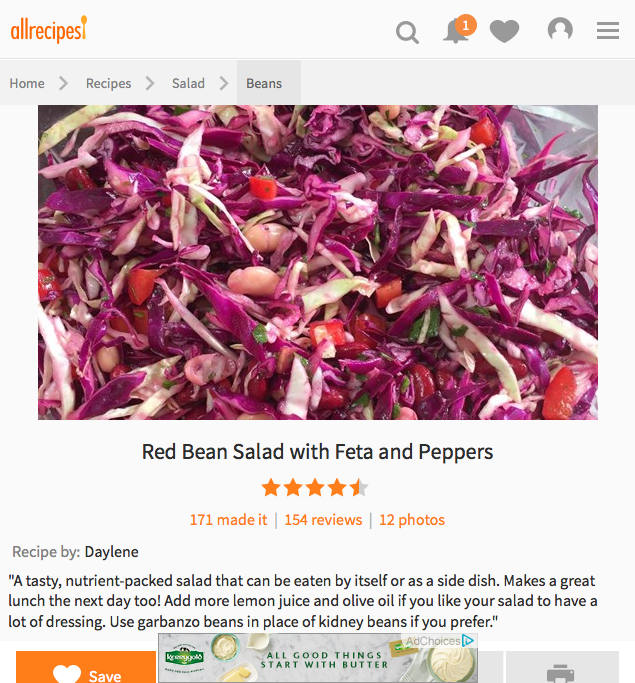 allrecipes
1
Home Recipes Salad Beans
Red Bean Salad with Feta and Peppers
171 made it | 154 reviews | 12 photos
Recipe by: Daylene
"A tasty, nutrient-packed salad that can be eaten by itself or as a side dish. Makes a great
lunch the next day too! Add more lemon juice and olive oil if you like your salad to have a
lot of dressing. Use garbanzo beans in place of kidney beans if you prefer."
AdChoices
Kerrygold
ALL GOOD THINGS
START WITH BUTTER
Save